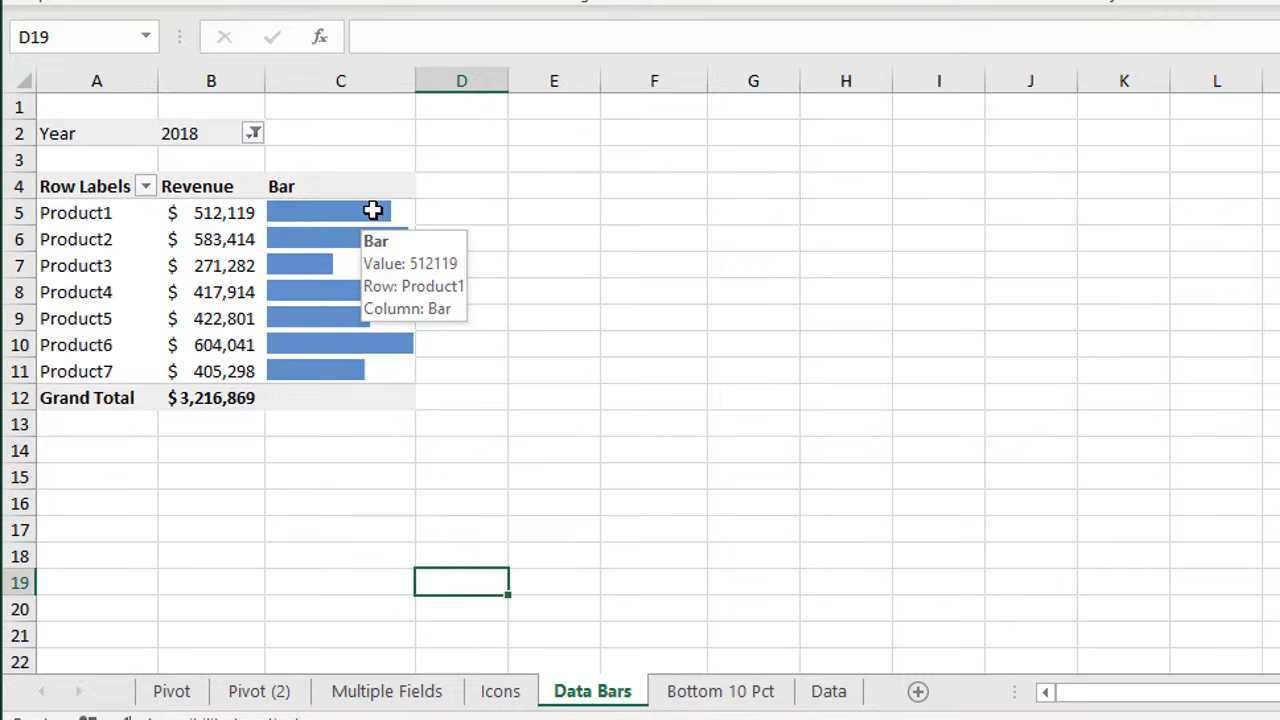 D19
fx
A B C D E F G H I J K L
1
2 Year 2018
3
4 Row Labels Revenue Bar
5 Product1 $ 512,119
6 Product2 $ 583,414
Bar
7 Product3 $ 271,282
Value: 512119
8 Product4 $ 417,914
Row: Product1
9 Product5 $ 422,801
Column: Bar
10 Product6 $ 604,041
11 Product7 $ 405,298
12 Grand Total $ 3,216,869
13
14
15
16
17
18
19
20
21
22
Pivot Pivot (2) Multiple Fields Icons Data Bars Bottom 10 Pct Data